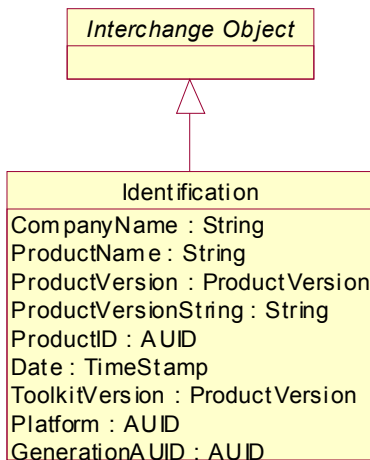 Interchange Object
Identification
CompanyName : String
ProductName : String
ProductVersion : ProductVersion
ProductVersionString : String
ProductID : AUID
Date : TimeStamp
ToolkitVersion : ProductVersion
Platform : AUID
GenerationAUID : AUID